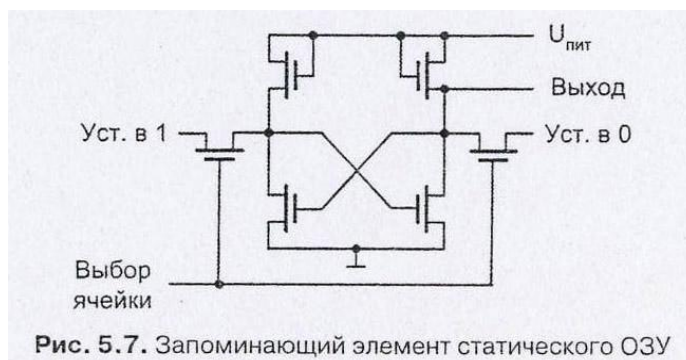 Uпит
Выход
Уст. в 1
Уст. в 0
Выбор
ячейки
Рис. 5.7. Запоминающий элемент статического ОЗУ